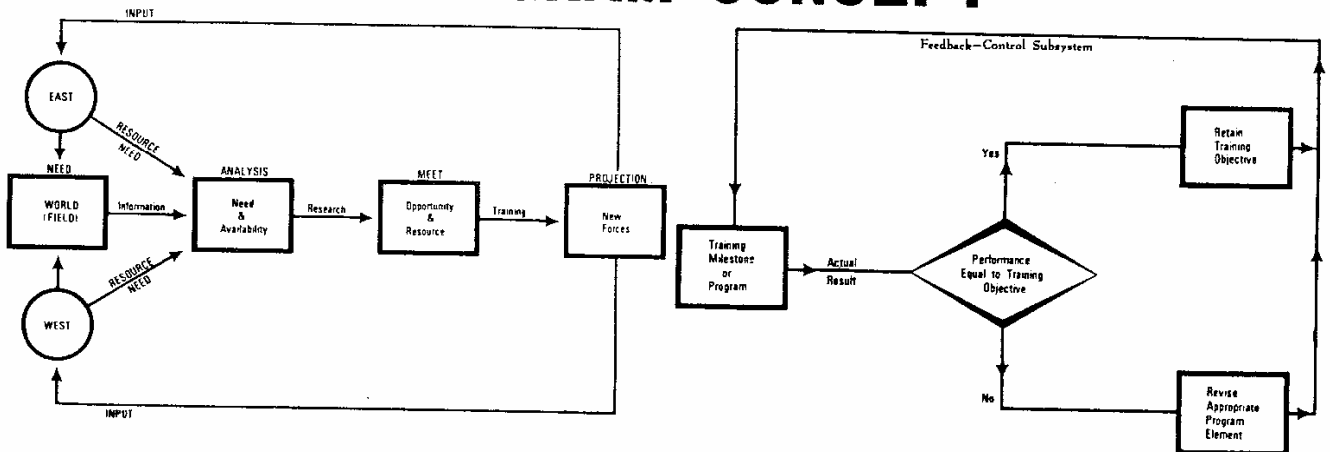 CONCEPT
INPUT
EAST
RESOURCE
NEED
NEED
WORLD
(FIELD)
Information
RESOURCE
NEED
WEST
INPUT
ANALYSIS
Need
&
Availability
Research
MEET
Opportunity
&
Resource
Training
PROJECTION
New
Forces
Feedback-Control Subsystem
Training
Milestone
or
Program
Actual
Result
Performance
Equal to Training
Objective
Yes
Retain
Training
Objective
No
Revise
Appropriate
Program
Element